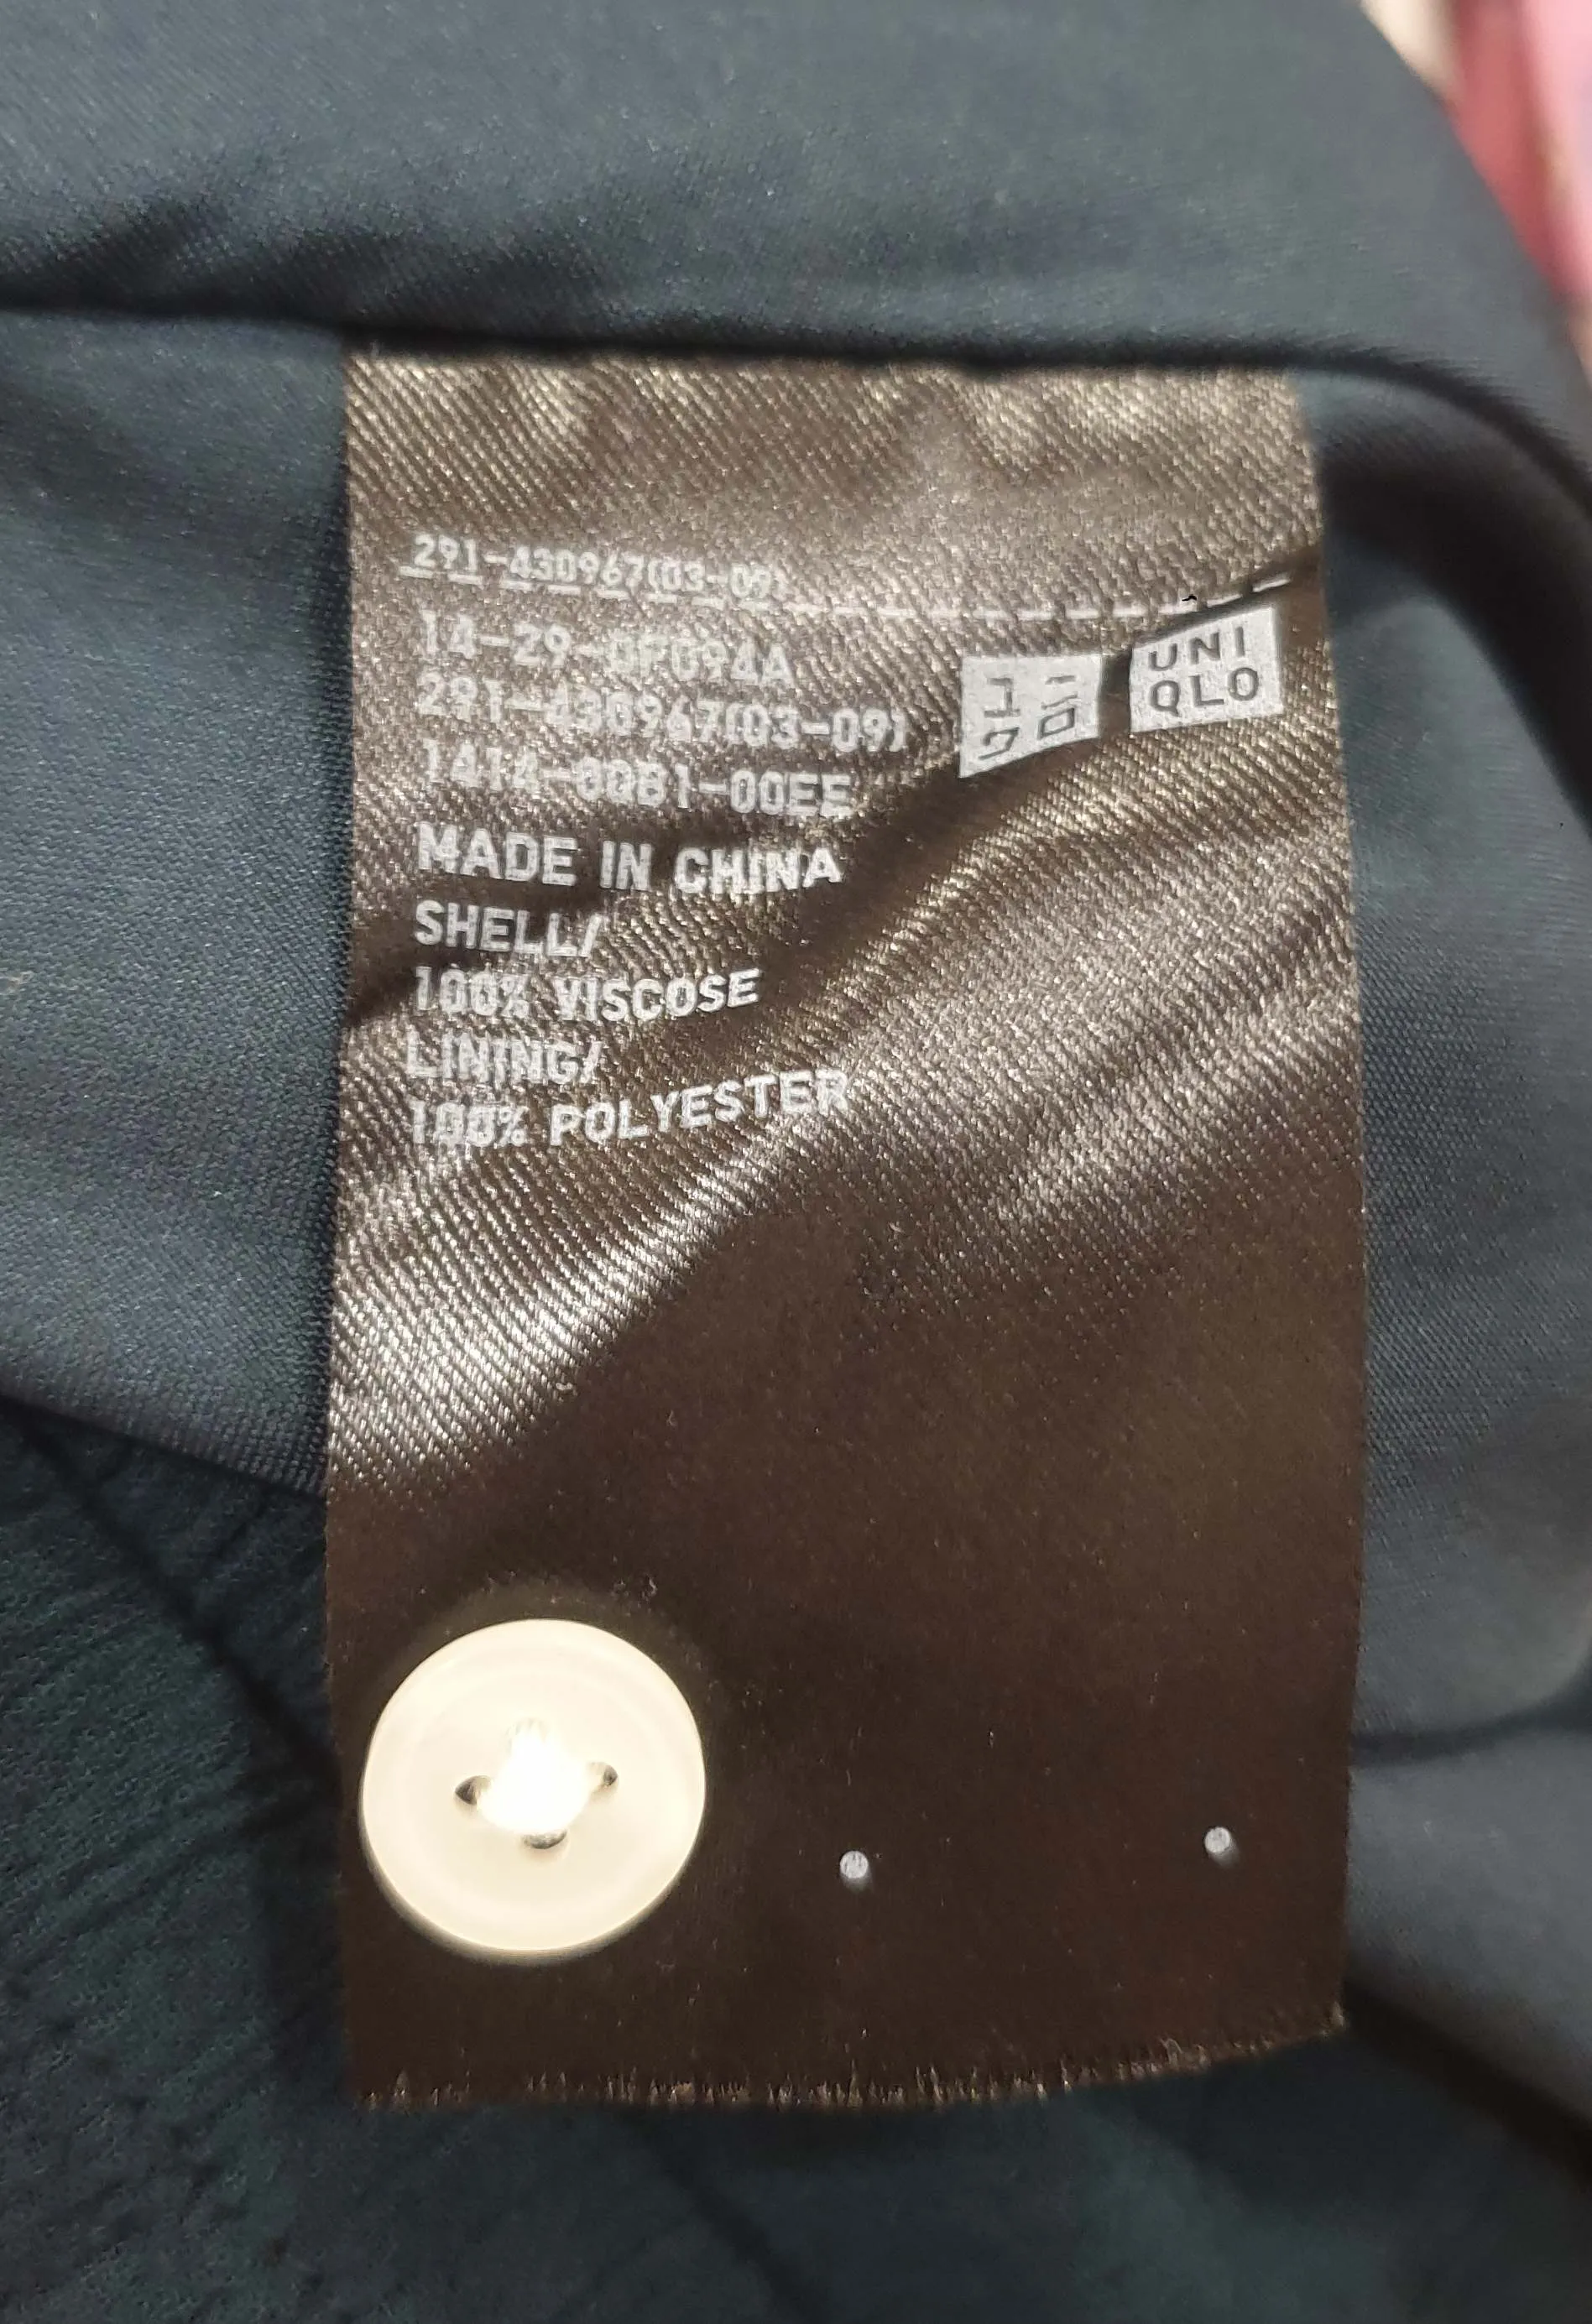 291-430967(03-09)
14-29-0F094A
291-430967(03-09)
1414-00B1-00EE
MADE IN CHINA
SHELL/
100% VISCOSE
LINING/
100% POLYESTER
ユニ
クロ
UNI
QLO